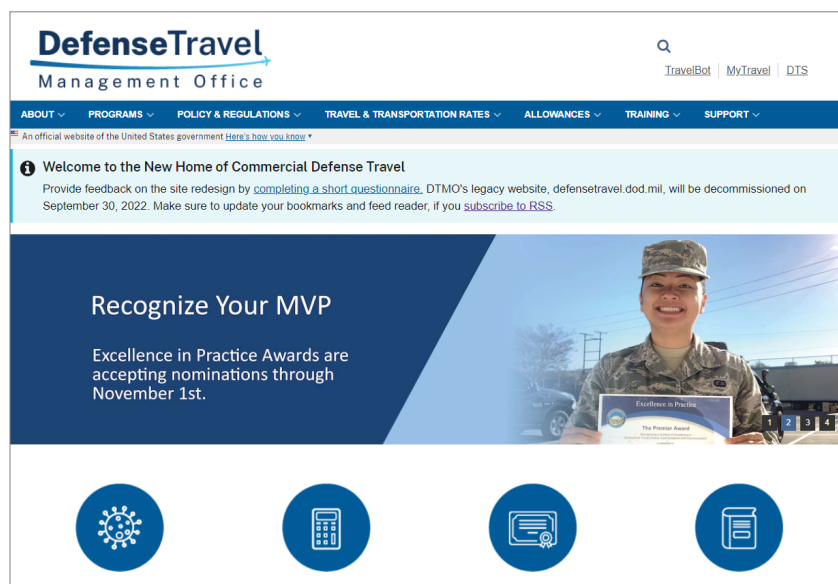 DefenseTravel
Management Office
TravelBot MyTravel DTS
ABOUT PROGRAMS POLICY & REGULATIONS TRAVEL & TRANSPORTATION RATES ALLOWANCES TRAINING SUPPORT
An official website of the United States government Here's how you know
Welcome to the New Home of Commercial Defense Travel
Provide feedback on the site redesign by completing a short questionnaire. DTMO's legacy website, defensetravel.dod.mil, will be decommissioned on
September 30, 2022. Make sure to update your bookmarks and feed reader, if you subscribe to RSS.
Recognize Your MVP
Excellence in Practice Awards are
accepting nominations through
November 1st.
Excellence in Practice
The Premier Award
1 2 3 4